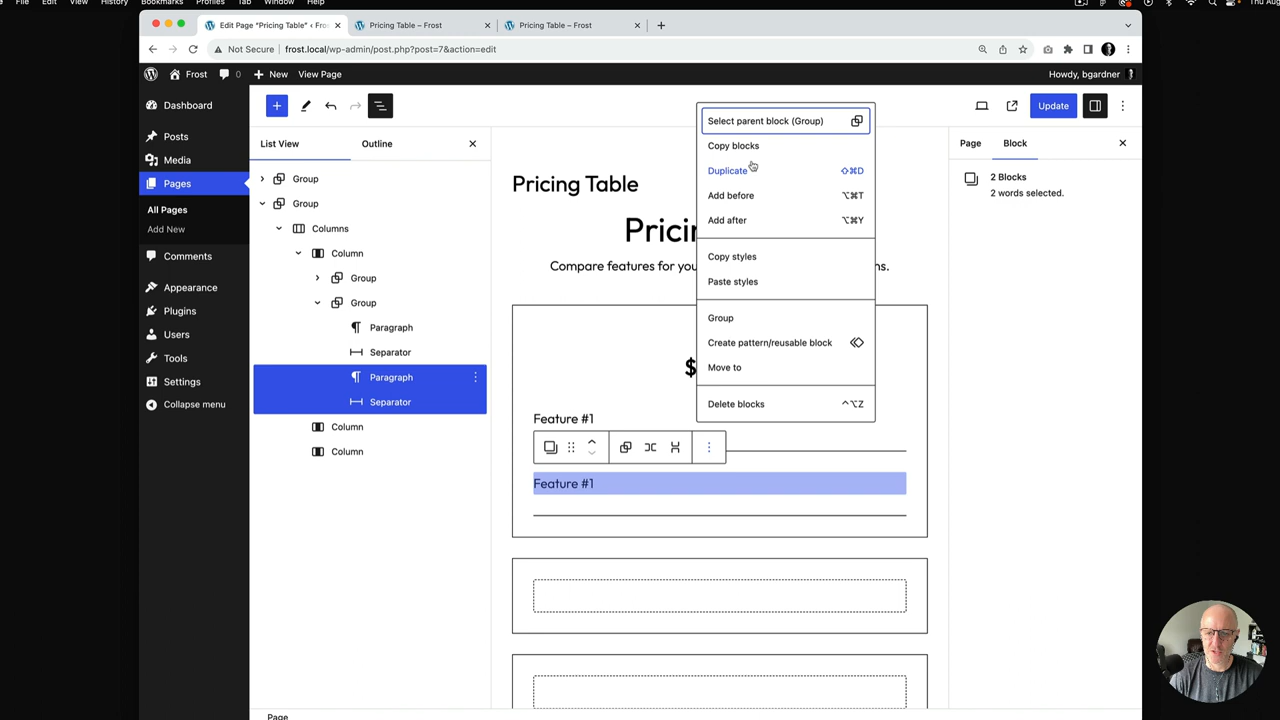 File Edit View History Bookmarks Profiles Tab Window Help
Edit Page “Pricing Table” ‹ Fros
Pricing Table – Frost
Pricing Table – Frost
Not Secure frost.local/wp-admin/post.php?post=7&action=edit
Frost 0 New View Page
Howdy, bgardner
Dashboard
Posts
Media
Pages
All Pages
Add New
Comments
Appearance
Plugins
Users
Tools
Settings
Collapse menu
Update
List View
Outline
Group
Group
Columns
Column
Group
Group
Paragraph
Separator
Paragraph
Separator
Column
Column
Pricing Table
Pricin
Compare features for you
ns.
$
Feature #1
Feature #1
Select parent block (Group)
Copy blocks
Duplicate ⇧⌘D
Add before ⌥⌘T
Add after ⌥⌘Y
Copy styles
Paste styles
Group
Create pattern/reusable block
Move to
Delete blocks ^⌥Z
Page
Block
2 Blocks
2 words selected.
Page